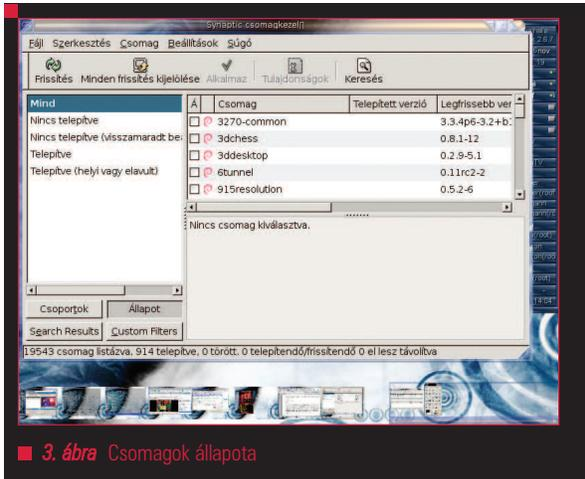 Synaptic csomagkezelő
Fájl Szerkesztés Csomag Beállítások Súgó
Frissítés Minden frissítés kijelölése Alkalmaz Tulajdonságok Keresés
Mind
Nincs telepítve
Nincs telepítve (visszamaradt be
Telepítve
Telepítve (helyi vagy elavult)
Á Csomag Telepített verzió Legfrissebb ver
3270-common 3.3.4p6-3.2+b
3dchess 0.8.1-12
3ddesktop 0.2.9-5.1
6tunnel 0.11rc2-2
915resolution 0.5.2-6
Nincs csomag kiválasztva.
Csoportok Állapot
Search Results Custom Filters
19543 csomag listázva, 914 telepítve, 0 törött. 0 telepítendő/frissítendő 0 el lesz távolítva
14:04
3. ábra Csomagok állapota